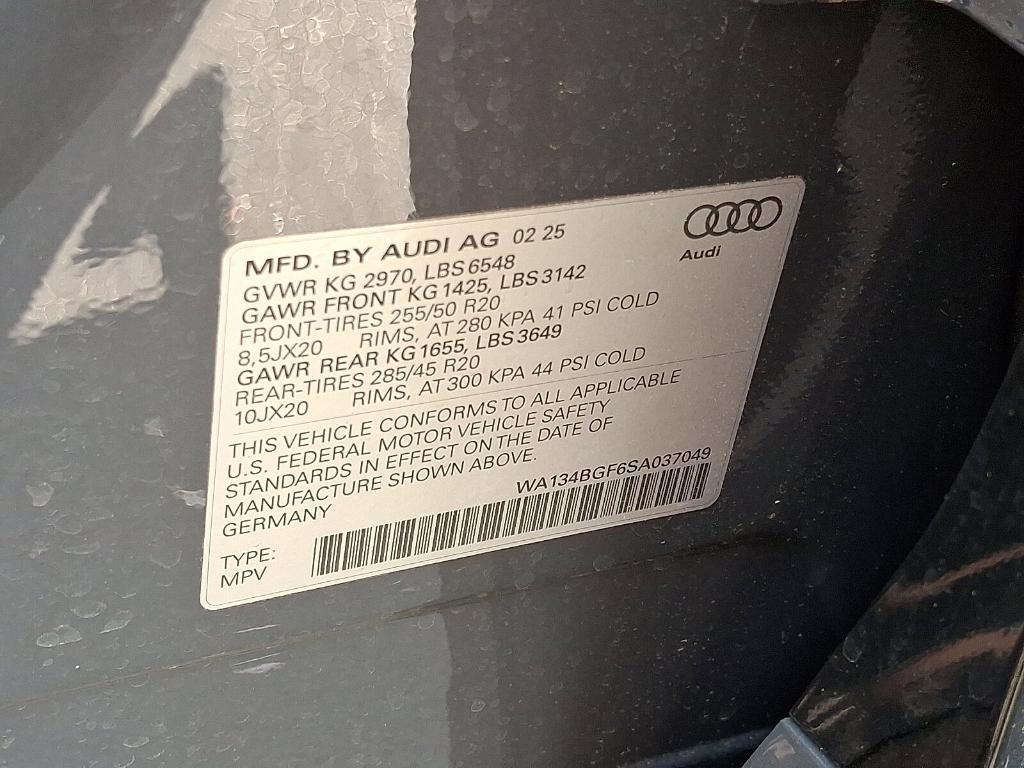 MFD. BY AUDI AG 02 25
Audi
GVWR KG 2970, LBS 6548
GAWR FRONT KG 1425, LBS 3142
FRONT-TIRES 255/50 R20
8,5JX20 RIMS, AT 280 KPA 41 PSI COLD
GAWR REAR KG 1655, LBS 3649
REAR-TIRES 285/45 R20
10JX20 RIMS, AT 300 KPA 44 PSI COLD
THIS VEHICLE CONFORMS TO ALL APPLICABLE
U.S. FEDERAL MOTOR VEHICLE SAFETY
STANDARDS IN EFFECT ON THE DATE OF
MANUFACTURE SHOWN ABOVE.
GERMANY
WA134BGF6SA037049
TYPE:
MPV